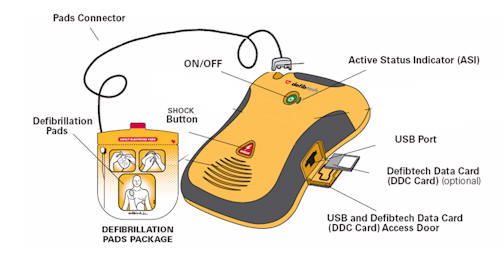 Pads Connector
ON/OFF
Active Status Indicator (ASI)
defibtech
SHOCK
Button
Defibrillation
Pads
USB Port
Defibtech Data Card
(DDC Card) (optional)
USB and Defibtech Data Card
(DDC Card) Access Door
DEFIBRILLATION
PADS PACKAGE